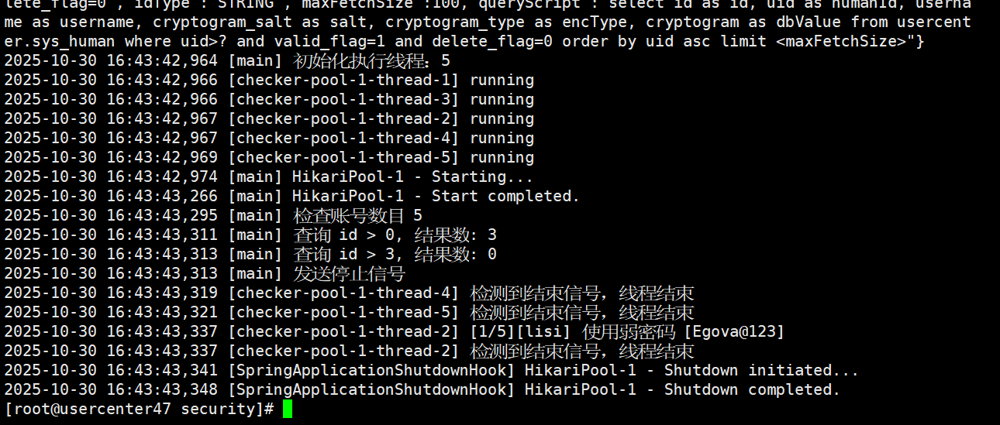 lete_flag=0", "idType":"STRING", "maxFetchSize":100, "queryScript":"select id as id, uid as humanId, userna
me as username, cryptogram_salt as salt, cryptogram_type as encType, cryptogram as dbValue from usercent
er.sys_human where uid>? and valid_flag=1 and delete_flag=0 order by uid asc limit <maxFetchSize>"}
2025-10-30 16:43:42,964 [main] 初始化执行线程：5
2025-10-30 16:43:42,966 [checker-pool-1-thread-1] running
2025-10-30 16:43:42,966 [checker-pool-1-thread-3] running
2025-10-30 16:43:42,967 [checker-pool-1-thread-2] running
2025-10-30 16:43:42,967 [checker-pool-1-thread-4] running
2025-10-30 16:43:42,969 [checker-pool-1-thread-5] running
2025-10-30 16:43:42,974 [main] HikariPool-1 - Starting...
2025-10-30 16:43:43,266 [main] HikariPool-1 - Start completed.
2025-10-30 16:43:43,295 [main] 检查账号数目 5
2025-10-30 16:43:43,311 [main] 查询 id > 0, 结果数: 3
2025-10-30 16:43:43,313 [main] 查询 id > 3, 结果数: 0
2025-10-30 16:43:43,313 [main] 发送停止信号
2025-10-30 16:43:43,319 [checker-pool-1-thread-4] 检测到结束信号，线程结束
2025-10-30 16:43:43,321 [checker-pool-1-thread-5] 检测到结束信号，线程结束
2025-10-30 16:43:43,337 [checker-pool-1-thread-2] [1/5][lisi] 使用弱密码 [Egova@123]
2025-10-30 16:43:43,337 [checker-pool-1-thread-2] 检测到结束信号，线程结束
2025-10-30 16:43:43,341 [SpringApplicationShutdownHook] HikariPool-1 - Shutdown initiated...
2025-10-30 16:43:43,348 [SpringApplicationShutdownHook] HikariPool-1 - Shutdown completed.
[root@usercenter47 security]#